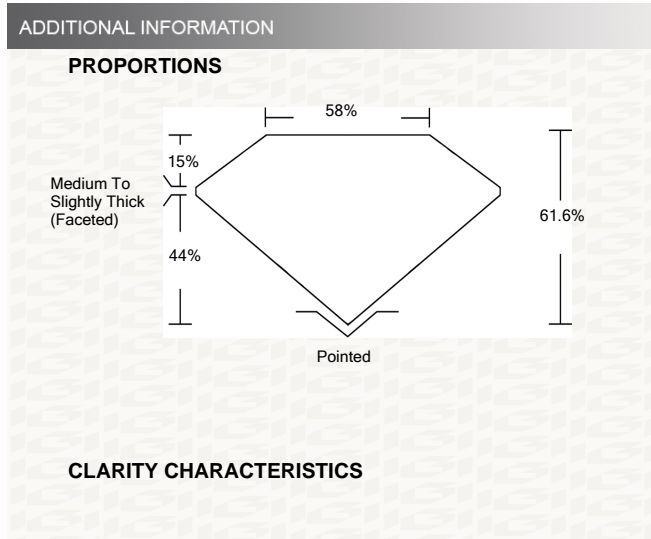 ADDITIONAL INFORMATION
PROPORTIONS
58%
15%
Medium To
Slightly Thick
(Faceted)
61.6%
44%
Pointed
CLARITY CHARACTERISTICS